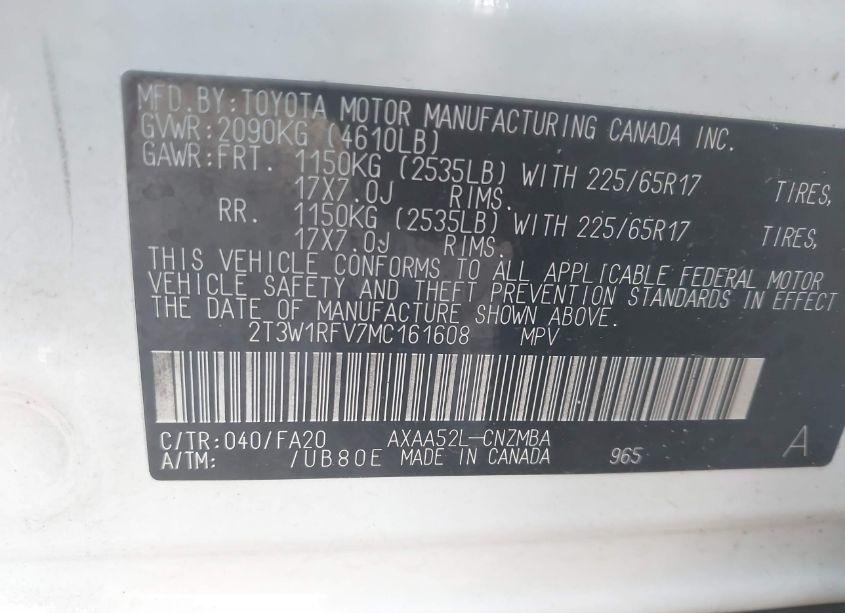 MFD.BY:TOYOTA MOTOR MANUFACTURING CANADA INC.
GVWR:2090KG (4610LB)
GAWR:FRT. 1150KG (2535LB) WITH 225/65R17 TIRES,
17X7.0J RIMS.
RR. 1150KG (2535LB) WITH 225/65R17 TIRES,
17X7.0J RIMS.
THIS VEHICLE CONFORMS TO ALL APPLICABLE FEDERAL MOTOR
VEHICLE SAFETY AND THEFT PREVENTION STANDARDS IN EFFECT
THE DATE OF MANUFACTURE SHOWN ABOVE.
2T3W1RFV7MC161608 MPV
C/TR:040/FA20 AXAA52L-CNZMBA
A/TM: /UB80E MADE IN CANADA 965 A